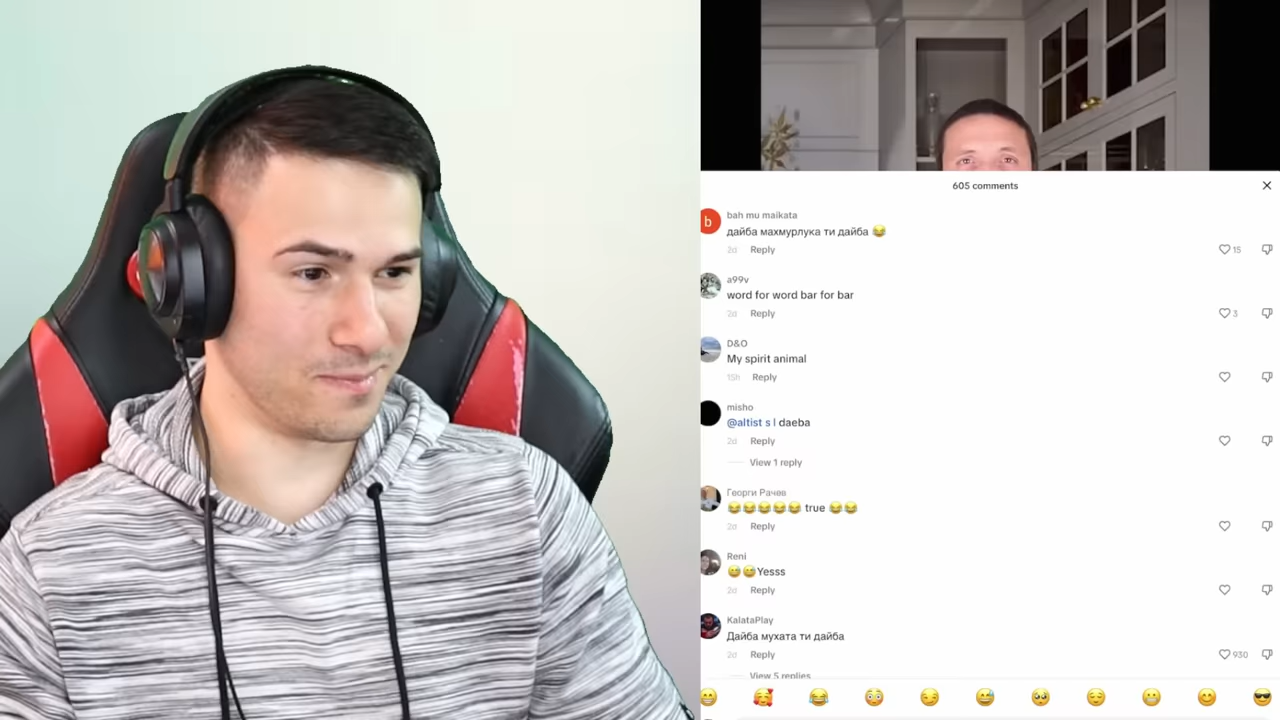 605 comments
b
bah mu maikata
дайба махмурлука ти дайба 😂
2d Reply 15
a99v
word for word bar for bar
2d Reply 3
D&O
My spirit animal
15h Reply
misho
@altist s l daeba
2d Reply
View 1 reply
Георги Рачев
😂😂😂😂😂 true 😂😂
2d Reply
Reni
😅😅Yesss
2d Reply
KalataPlay
Дайба мухата ти дайба
2d Reply 930
View 5 replies